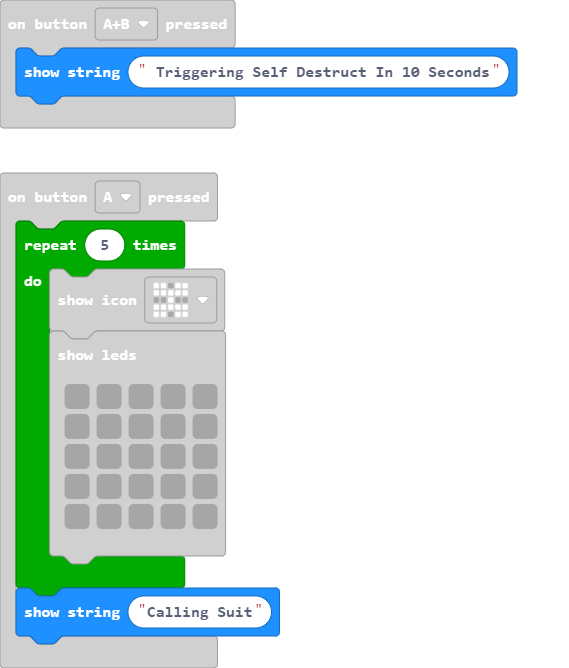 on button A+B pressed
show string " Triggering Self Destruct In 10 Seconds"
on button A pressed
repeat 5 times
do
show icon
show leds
show string "Calling Suit"